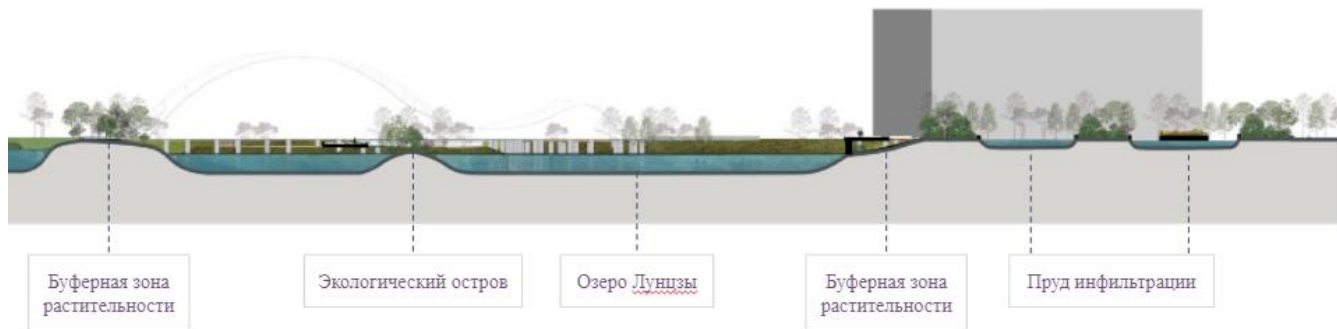 Буферная зона
растительности
Экологический остров
Озеро Лунцзы
Буферная зона
растительности
Пруд инфильтрации